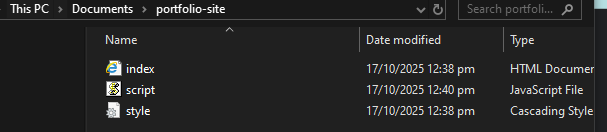 This PC > Documents > portfolio-site
Search portfoli...
Name Date modified Type
index 17/10/2025 12:38 pm HTML Documen
script 17/10/2025 12:40 pm JavaScript File
style 17/10/2025 12:38 pm Cascading Style